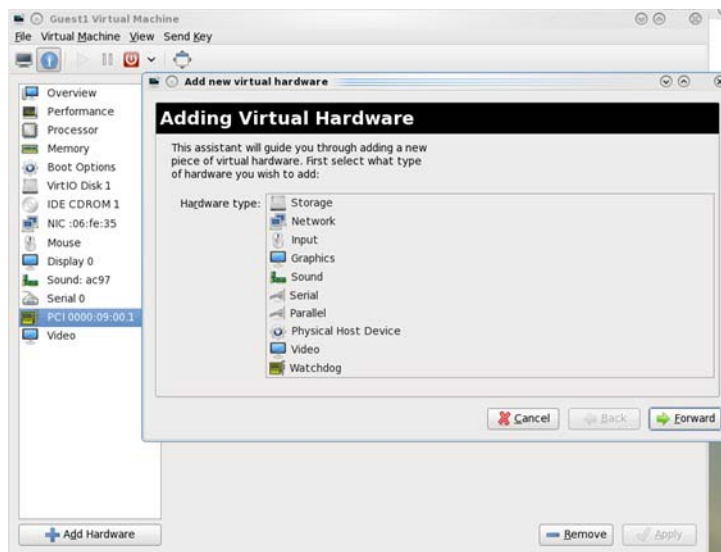 Guest1 Virtual Machine
File Virtual Machine View Send Key
Overview
Performance
Processor
Memory
Boot Options
VirtIO Disk 1
IDE CDROM 1
NIC :06:fe:35
Mouse
Display 0
Sound: ac97
Serial 0
PCI 0000:09:00.1
Video
Add Hardware
Add new virtual hardware
Adding Virtual Hardware
This assistant will guide you through adding a new
piece of virtual hardware. First select what type
of hardware you wish to add:
Hardware type:
Storage
Network
Input
Graphics
Sound
Serial
Parallel
Physical Host Device
Video
Watchdog
Cancel
Back
Forward
Remove
Apply